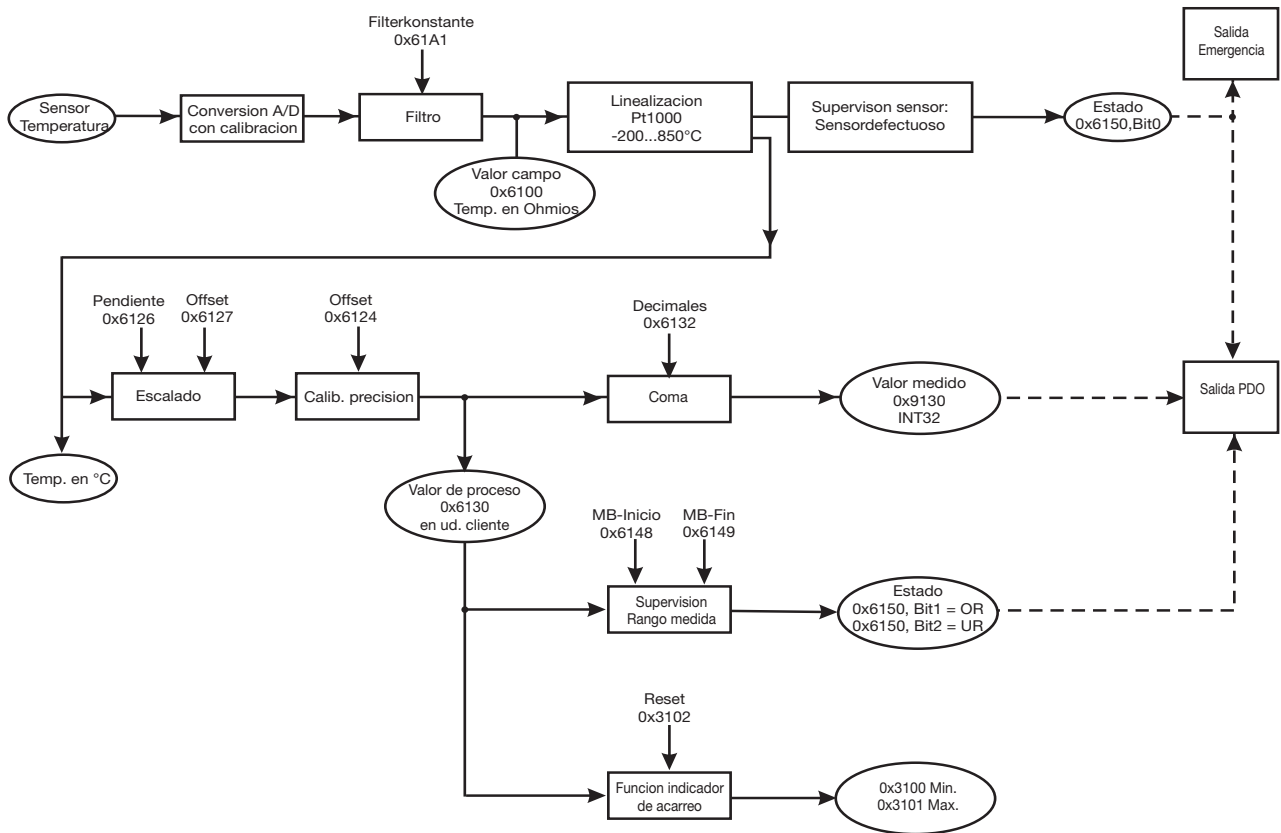 Filterkonstante
0x61A1
Salida
Emergencia
Sensor
Temperatura
Conversion A/D
con calibracion
Filtro
Linealizacion
Pt1000
-200...850°C
Supervison sensor:
Sensordefectuoso
Estado
0x6150,Bit0
Valor campo
0x6100
Temp. en Ohmios
Pendiente
0x6126
Offset
0x6127
Offset
0x6124
Decimales
0x6132
Escalado
Calib. precision
Coma
Valor medido
0x9130
INT32
Salida PDO
Temp. en °C
Valor de proceso
0x6130
en ud. cliente
MB-Inicio
0x6148
MB-Fin
0x6149
Supervision
Rango medida
Estado
0x6150, Bit1 = OR
0x6150, Bit2 = UR
Reset
0x3102
Funcion indicador
de acarreo
0x3100 Min.
0x3101 Max.